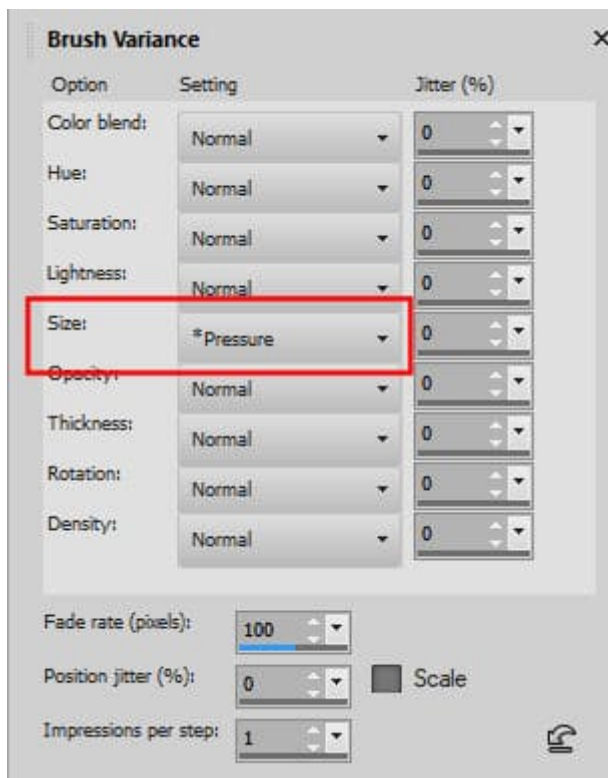 Brush Variance
Option Setting Jitter (%)
Color blend: Normal 0
Hue: Normal 0
Saturation: Normal 0
Lightness: Normal 0
Size: *Pressure 0
Opacity: Normal 0
Thickness: Normal 0
Rotation: Normal 0
Density: Normal 0
Fade rate (pixels): 100
Position jitter (%): 0 Scale
Impressions per step: 1